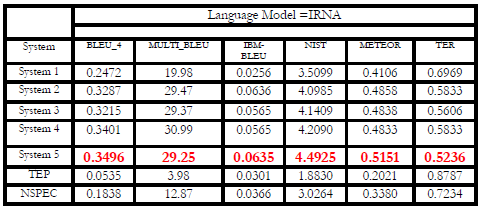 Language Model =IRNA
System BLEU_4 MULTI_BLEU IBM-BLEU NIST METEOR TER
System 1 0.2472 19.98 0.0256 3.5099 0.4106 0.6969
System 2 0.3287 29.47 0.0636 4.0985 0.4858 0.5833
System 3 0.3215 29.37 0.0565 4.1409 0.4838 0.5606
System 4 0.3401 30.99 0.0565 4.2090 0.4833 0.5833
System 5 0.3496 29.25 0.0635 4.4925 0.5151 0.5236
TEP 0.0535 3.98 0.0301 1.8830 0.2021 0.8787
NSPEC 0.1838 12.87 0.0366 3.0264 0.3380 0.7234